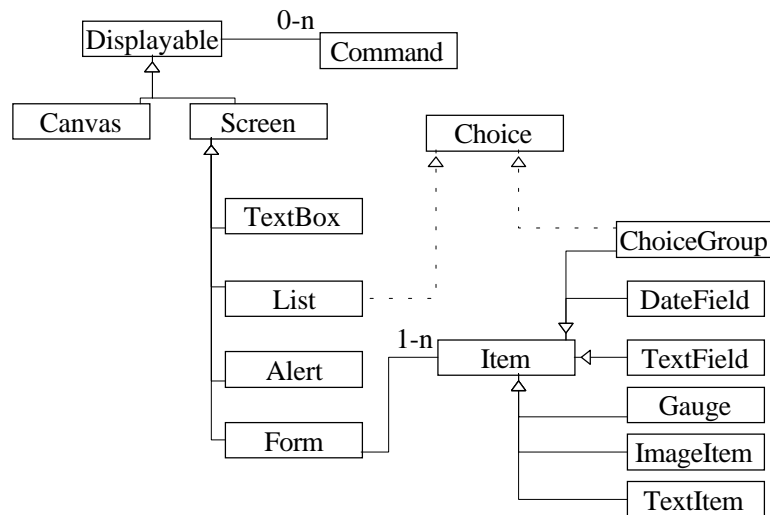 0-n
Displayable
Command
Canvas
Screen
Choice
TextBox
ChoiceGroup
List
DateField
1-n
Item
TextField
Alert
Gauge
Form
ImageItem
TextItem